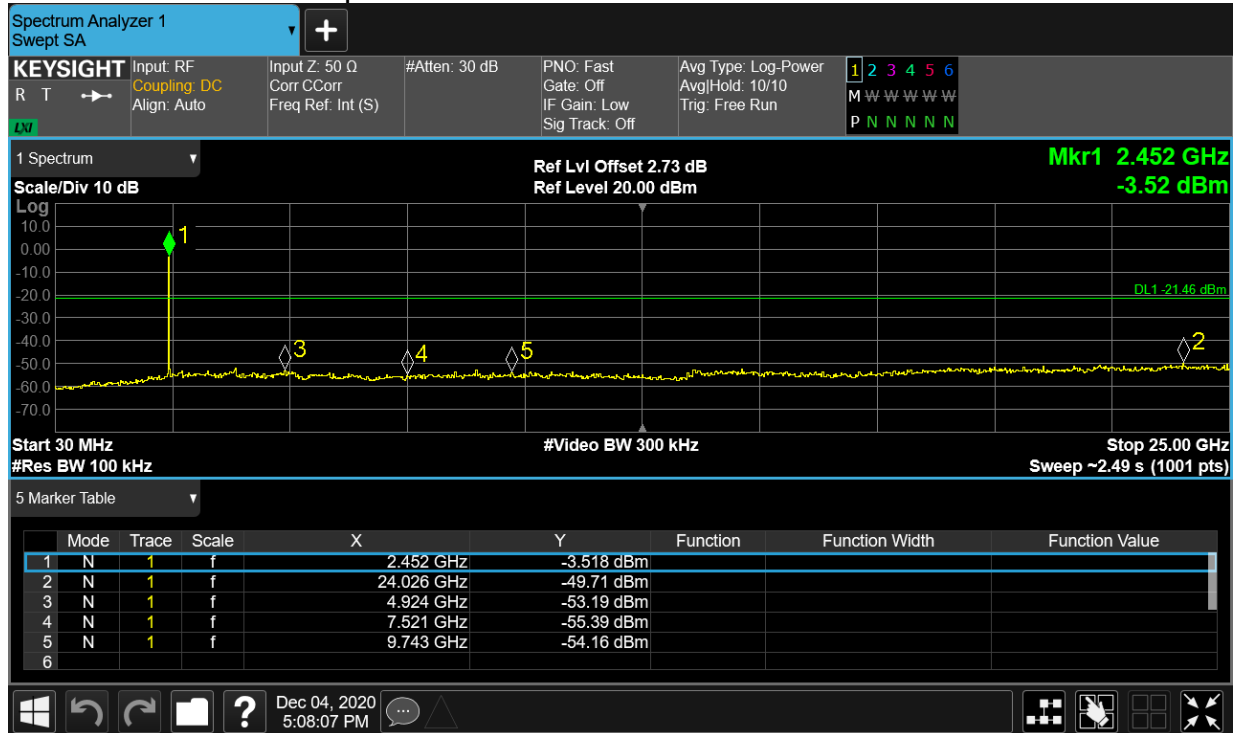 Spectrum Analyzer 1
Swept SA
+
KEYSIGHT
R T
LXI
Input: RF
Coupling: DC
Align: Auto
Input Z: 50 Ω
Corr CCorr
Freq Ref: Int (S)
#Atten: 30 dB
PNO: Fast
Gate: Off
IF Gain: Low
Sig Track: Off
Avg Type: Log-Power
Avg|Hold: 10/10
Trig: Free Run
1 2 3 4 5 6
M W W W W W
P N N N N N
1 Spectrum
Scale/Div 10 dB
Ref Lvl Offset 2.73 dB
Ref Level 20.00 dBm
Mkr1 2.452 GHz
-3.52 dBm
Log
10.0
0.00
-10.0
-20.0
-30.0
-40.0
-50.0
-60.0
-70.0
1
DL1 -21.46 dBm
3
4
5
2
Start 30 MHz
#Video BW 300 kHz
Stop 25.00 GHz
#Res BW 100 kHz
Sweep ~2.49 s (1001 pts)
5 Marker Table
Mode Trace Scale X Y Function Function Width Function Value
1 N 1 f 2.452 GHz -3.518 dBm
2 N 1 f 24.026 GHz -49.71 dBm
3 N 1 f 4.924 GHz -53.19 dBm
4 N 1 f 7.521 GHz -55.39 dBm
5 N 1 f 9.743 GHz -54.16 dBm
6
?
Dec 04, 2020
5:08:07 PM